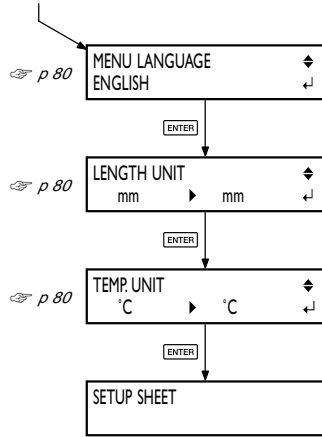 ☞ p 80
MENU LANGUAGE
ENGLISH
ENTER
☞ p 80
LENGTH UNIT
mm ▶ mm
ENTER
☞ p 80
TEMP. UNIT
˚C ▶ ˚C
ENTER
SETUP SHEET